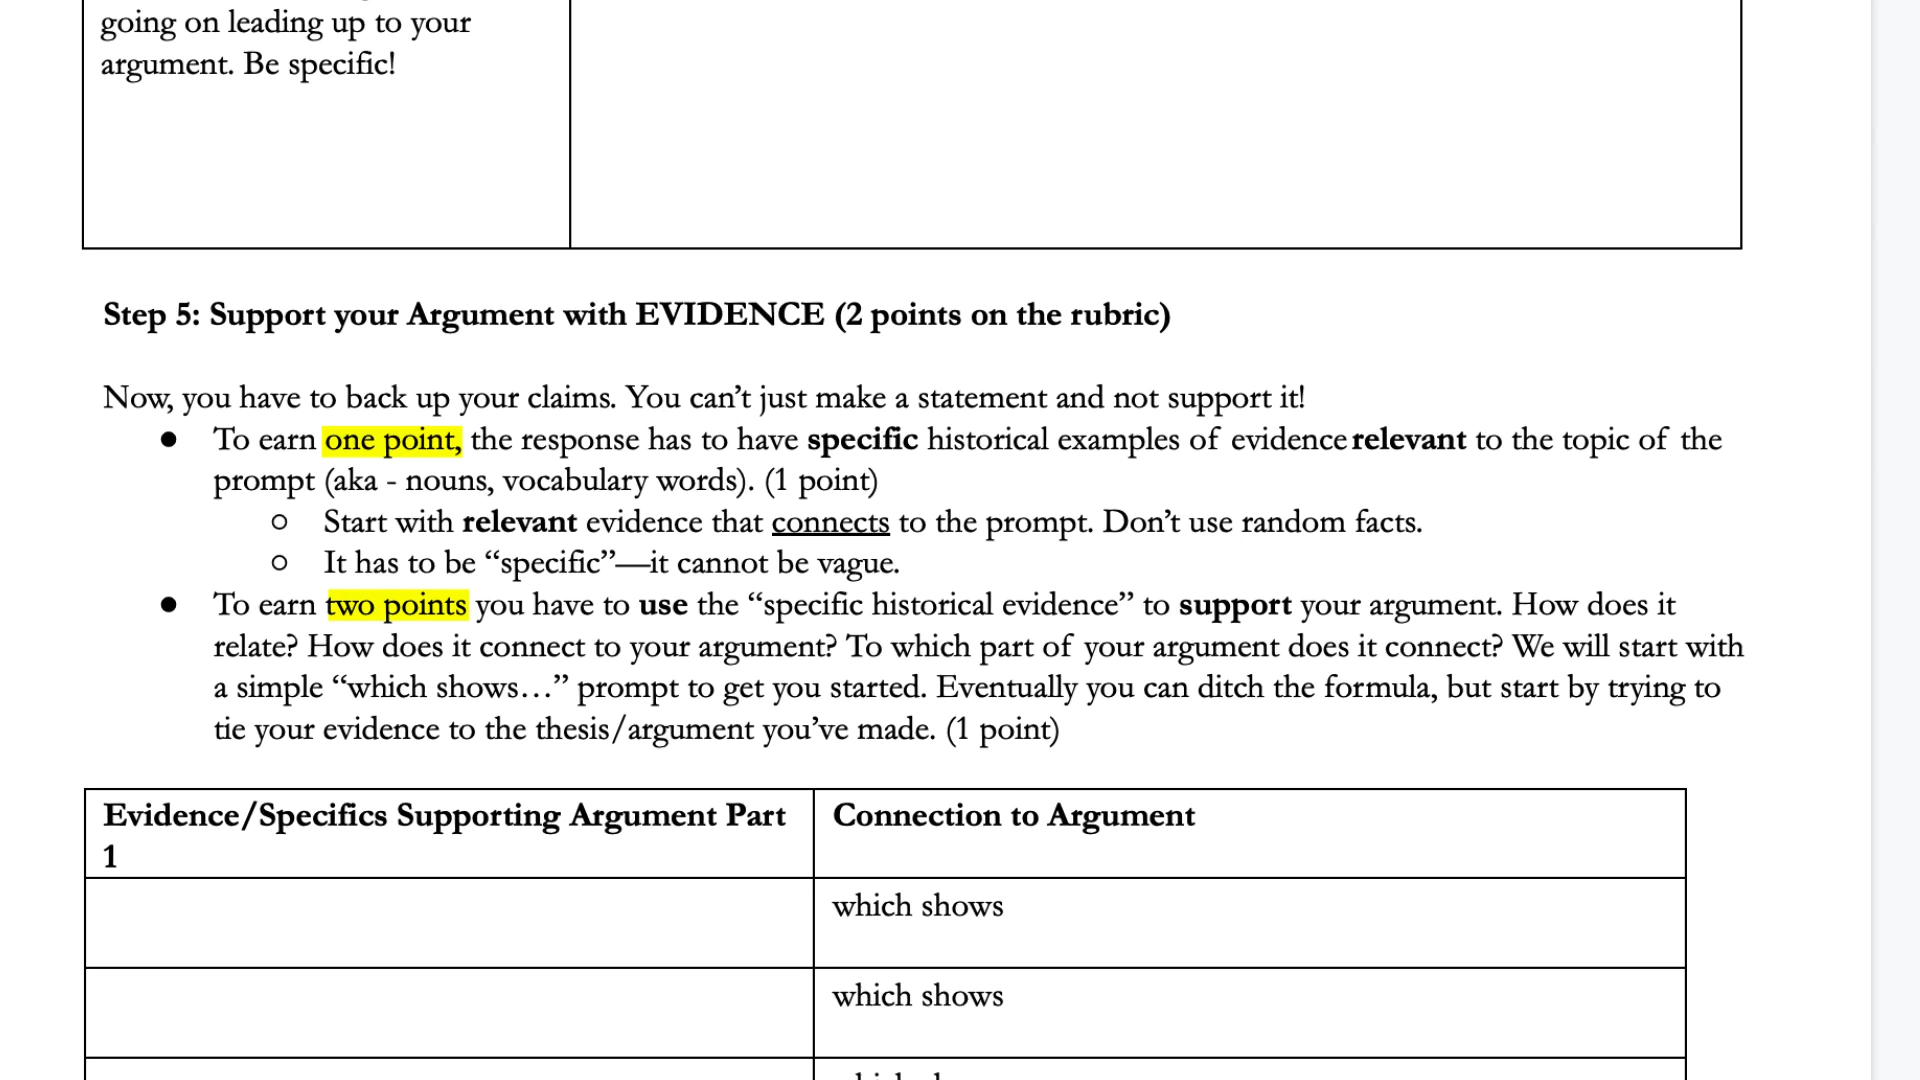 going on leading up to your
argument. Be specific!
Step 5: Support your Argument with EVIDENCE (2 points on the rubric)
Now, you have to back up your claims. You can’t just make a statement and not support it!
● To earn one point, the response has to have specific historical examples of evidence relevant to the topic of the
prompt (aka - nouns, vocabulary words). (1 point)
○ Start with relevant evidence that connects to the prompt. Don’t use random facts.
○ It has to be “specific”—it cannot be vague.
● To earn two points you have to use the “specific historical evidence” to support your argument. How does it
relate? How does it connect to your argument? To which part of your argument does it connect? We will start with
a simple “which shows…” prompt to get you started. Eventually you can ditch the formula, but start by trying to
tie your evidence to the thesis/argument you’ve made. (1 point)
Evidence/Specifics Supporting Argument Part
1
Connection to Argument
which shows
which shows